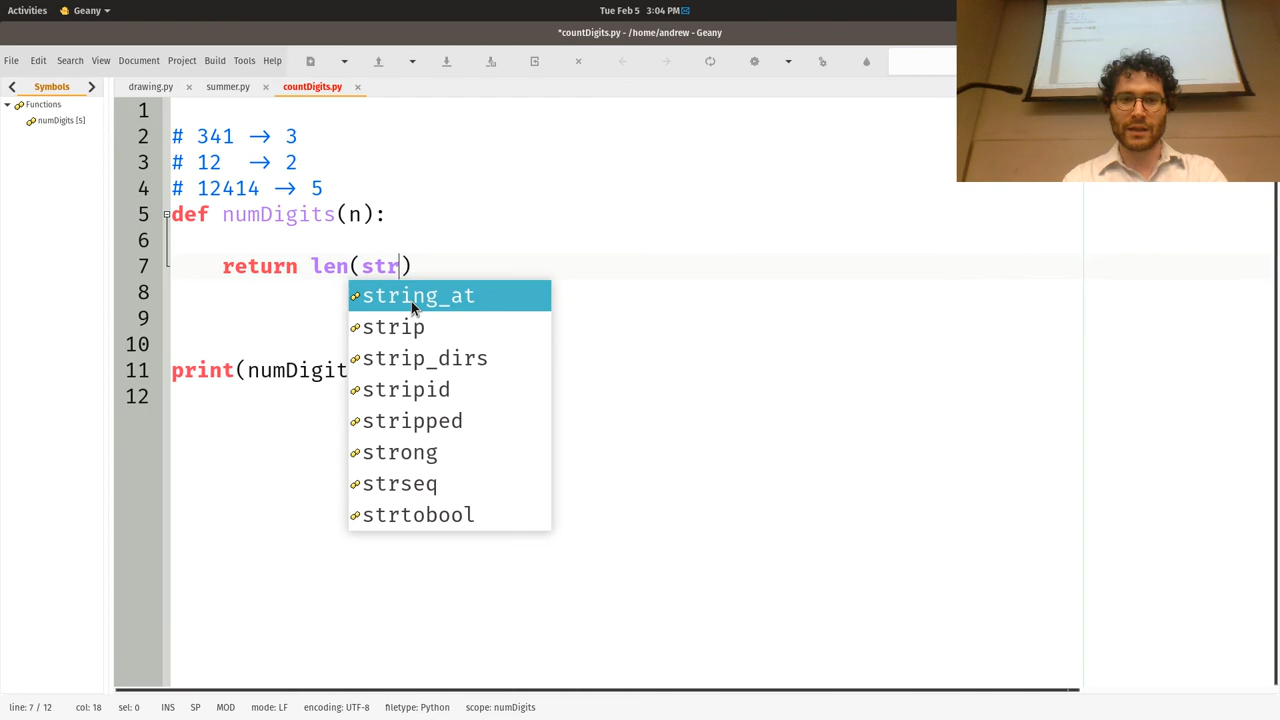 Activities Geany Tue Feb 5 3:04 PM
*countDigits.py - /home/andrew - Geany
File Edit Search View Document Project Build Tools Help
Symbols drawing.py summer.py countDigits.py
Functions
numDigits [5]
1
2 # 341 -> 3
3 # 12 -> 2
4 # 12414 -> 5
5 def numDigits(n):
6
7 return len(str)
8 string_at
9 strip
10 strip_dirs
11 print(numDigit stripid
12 stripped
strong
strseq
strtobool
line: 7 / 12 col: 18 sel: 0 INS SP MOD mode: LF encoding: UTF-8 filetype: Python scope: numDigits